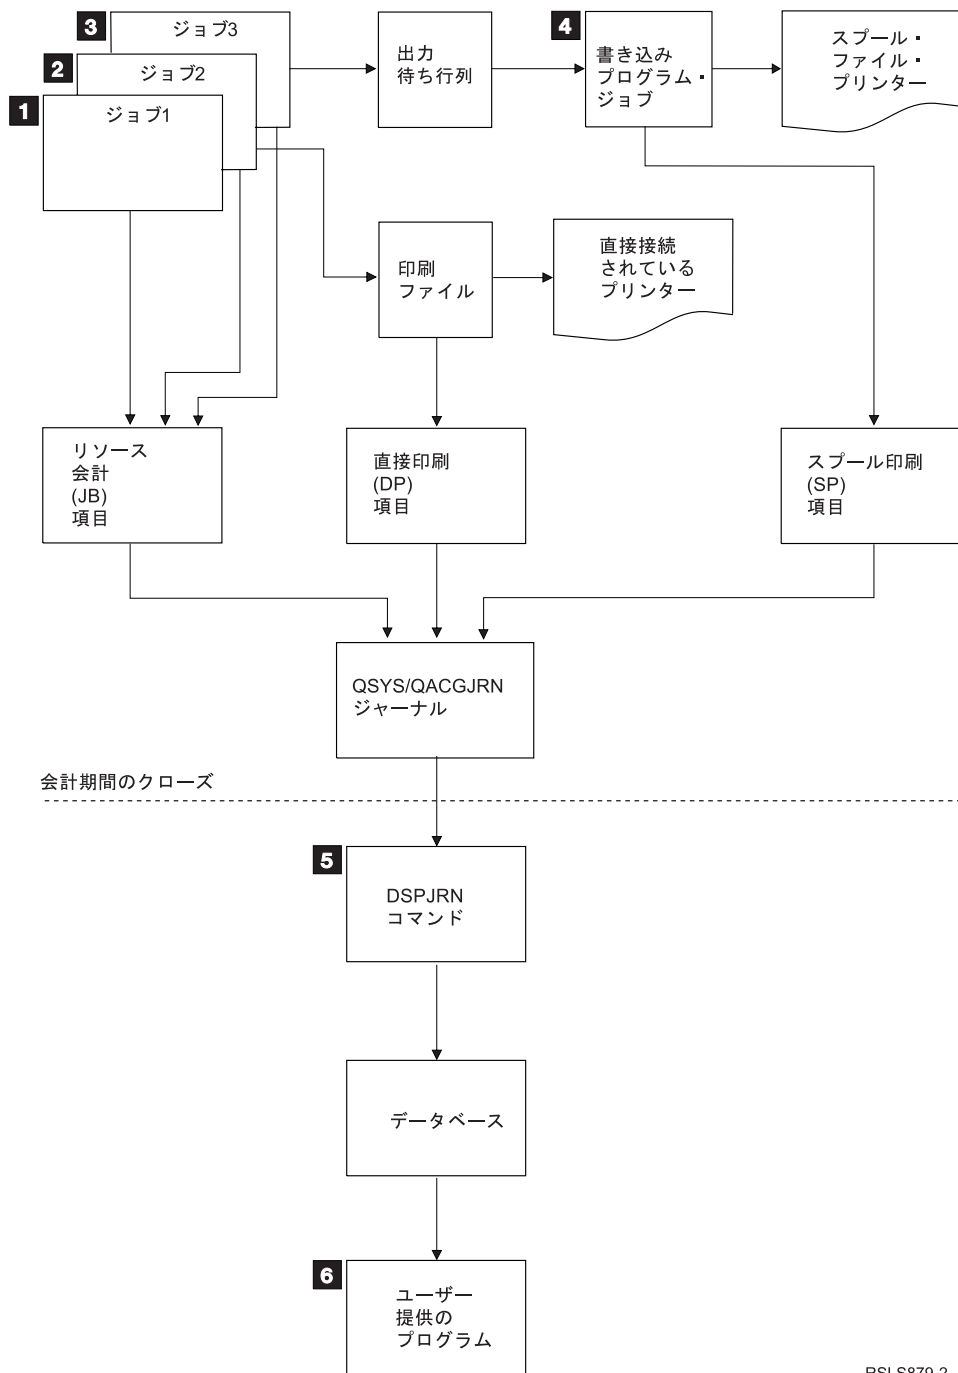 3
ジョブ3
2
ジョブ2
1
ジョブ1
出力
待ち行列
4
書き込み
プログラム・
ジョブ
スプール・
ファイル・
プリンター
印刷
ファイル
直接接続
されている
プリンター
リソース
会計
(JB)
項目
直接印刷
(DP)
項目
スプール印刷
(SP)
項目
QSYS/QACGJRN
ジャーナル
会計期間のクローズ
5
DSPJRN
コマンド
データベース
6
ユーザー
提供の
プログラム
RSLS879-2